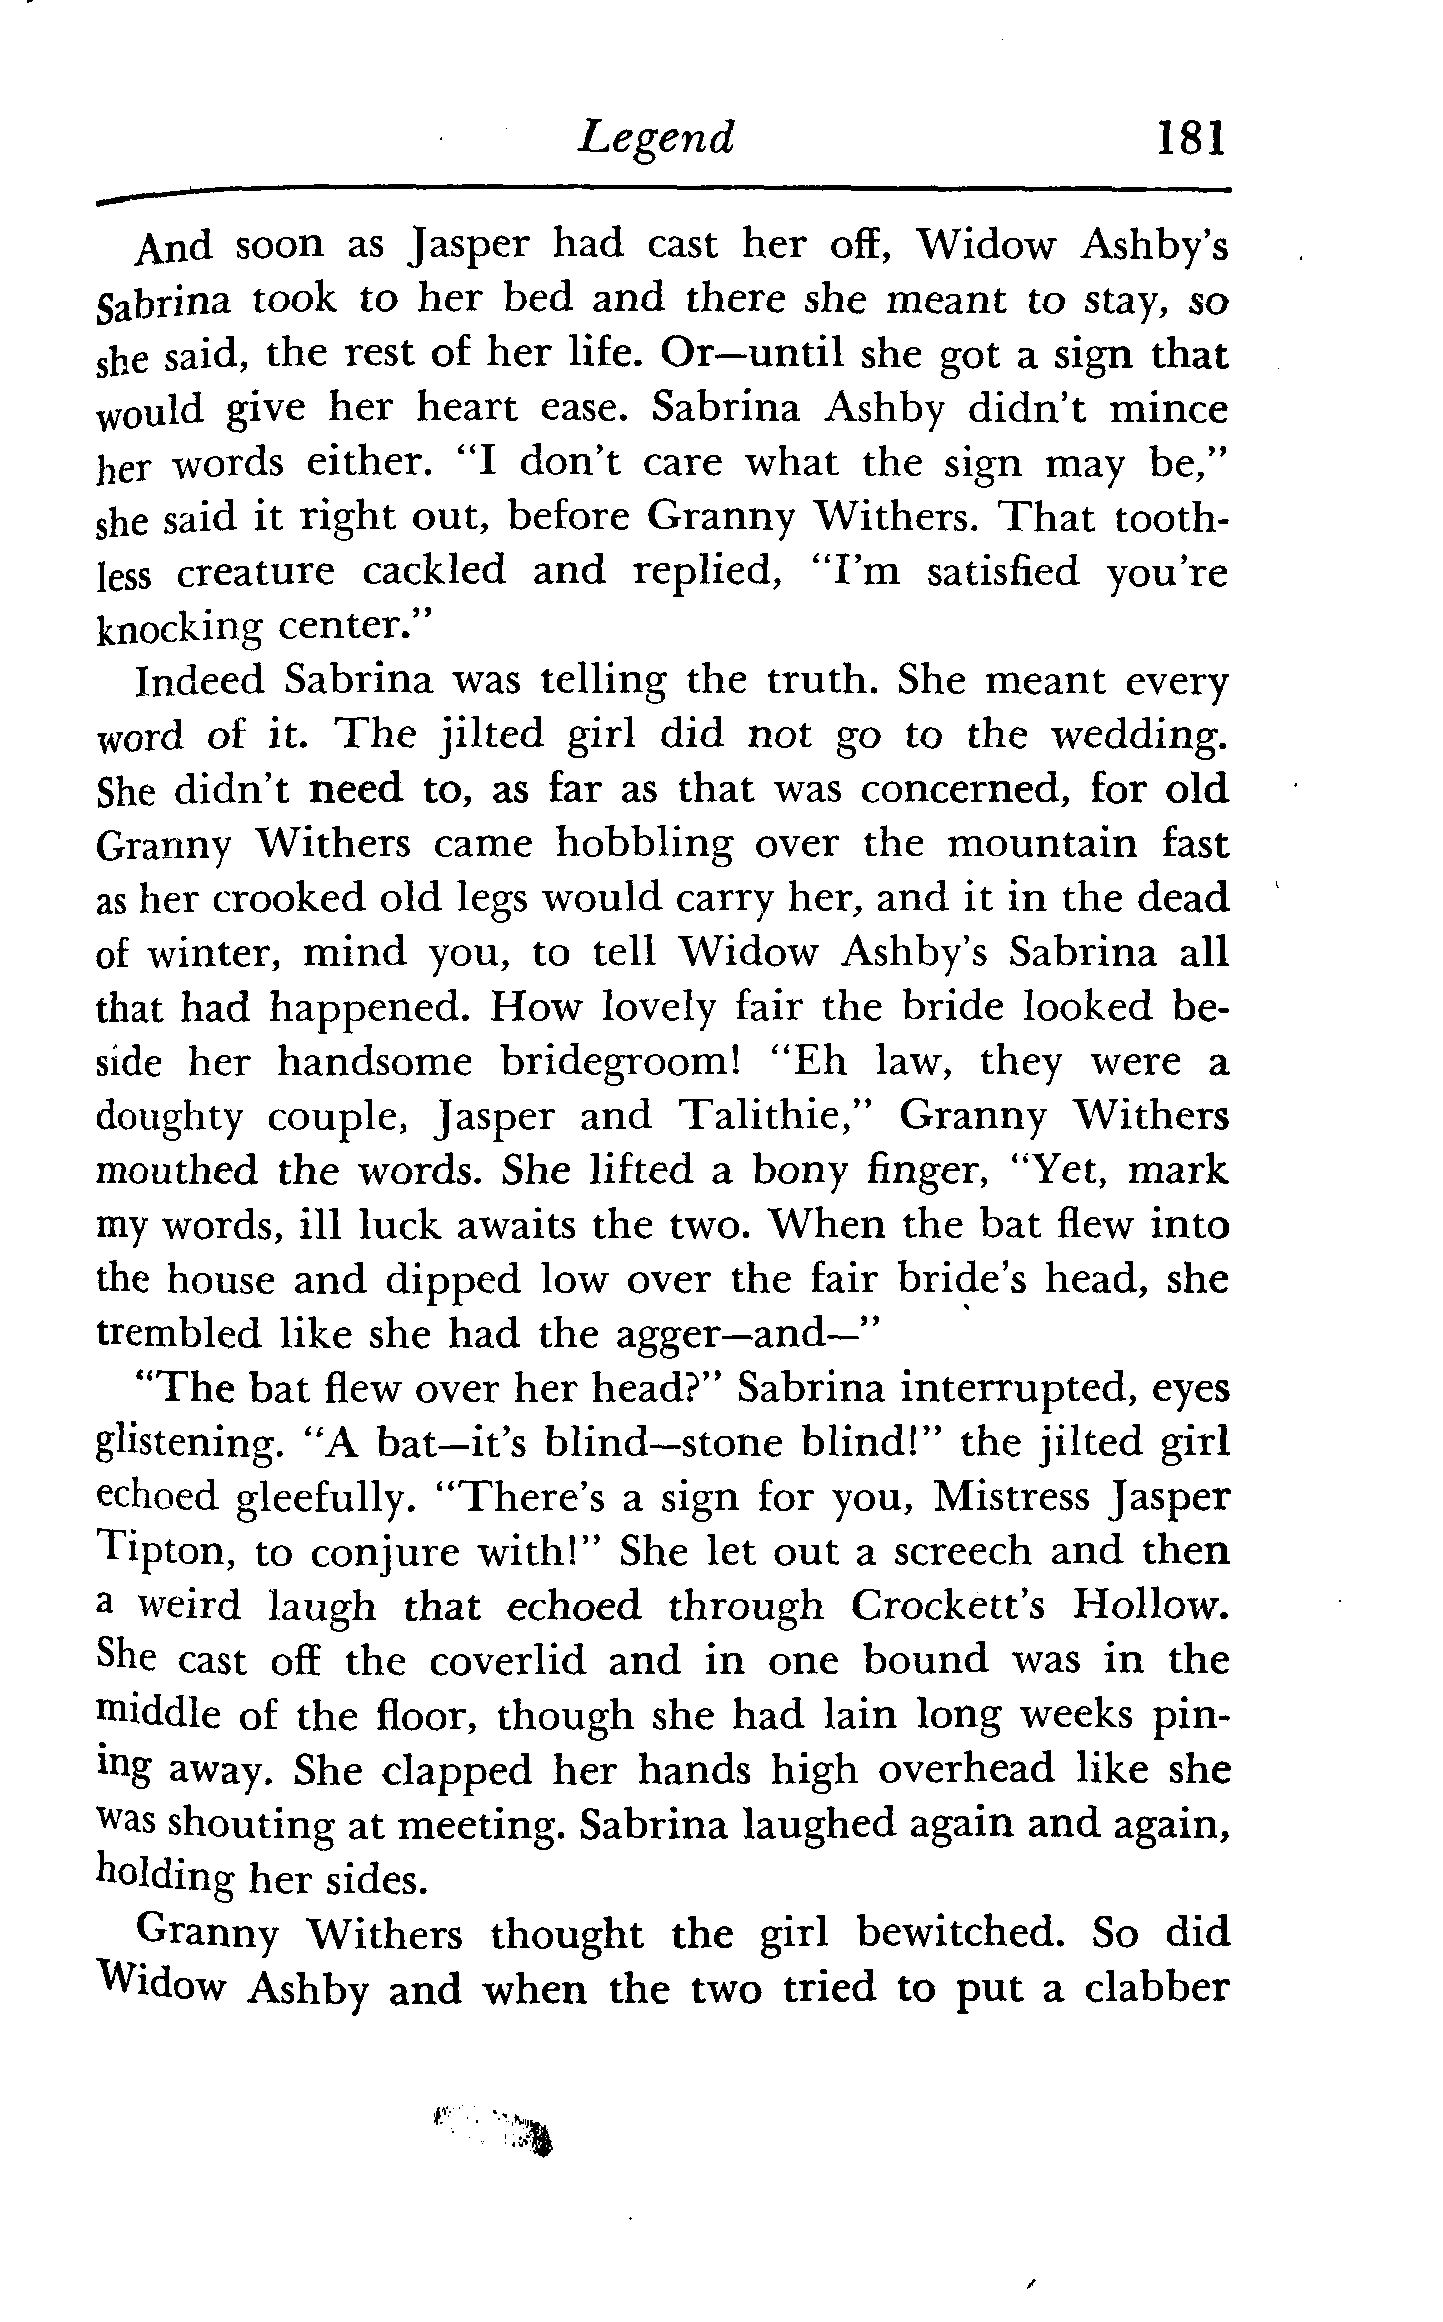 Legend 181
And soon as Jasper had cast her off, Widow Ashby's
Sabrina took to her bed and there she meant to stay, so
she said, the rest of her life. Or—until she got a sign that
would give her heart ease. Sabrina Ashby didn't mince
her words either. "I don't care what the sign may be,"
she said it right out, before Granny Withers. That tooth-
less creature cackled and replied, "I'm satisfied you're
knocking center."
Indeed Sabrina was telling the truth. She meant every
word of it. The jilted girl did not go to the wedding.
She didn't need to, as far as that was concerned, for old
Granny Withers came hobbling over the mountain fast
as her crooked old legs would carry her, and it in the dead
of winter, mind you, to tell Widow Ashby's Sabrina all
that had happened. How lovely fair the bride looked be-
side her handsome bridegroom! "Eh law, they were a
doughty couple, Jasper and Talithie," Granny Withers
mouthed the words. She lifted a bony finger, "Yet, mark
my words, ill luck awaits the two. When the bat flew into
the house and dipped low over the fair bride's head, she
trembled like she had the agger—and—"
"The bat flew over her head?" Sabrina interrupted, eyes
glistening. "A bat—it's blind—stone blind!" the jilted girl
echoed gleefully. "There's a sign for you, Mistress Jasper
Tipton, to conjure with!" She let out a screech and then
a weird laugh that echoed through Crockett's Hollow.
She cast off the coverlid and in one bound was in the
middle of the floor, though she had lain long weeks pin-
ing away. She clapped her hands high overhead like she
was shouting at meeting. Sabrina laughed again and again,
holding her sides.
Granny Withers thought the girl bewitched. So did
Widow Ashby and when the two tried to put a clabber